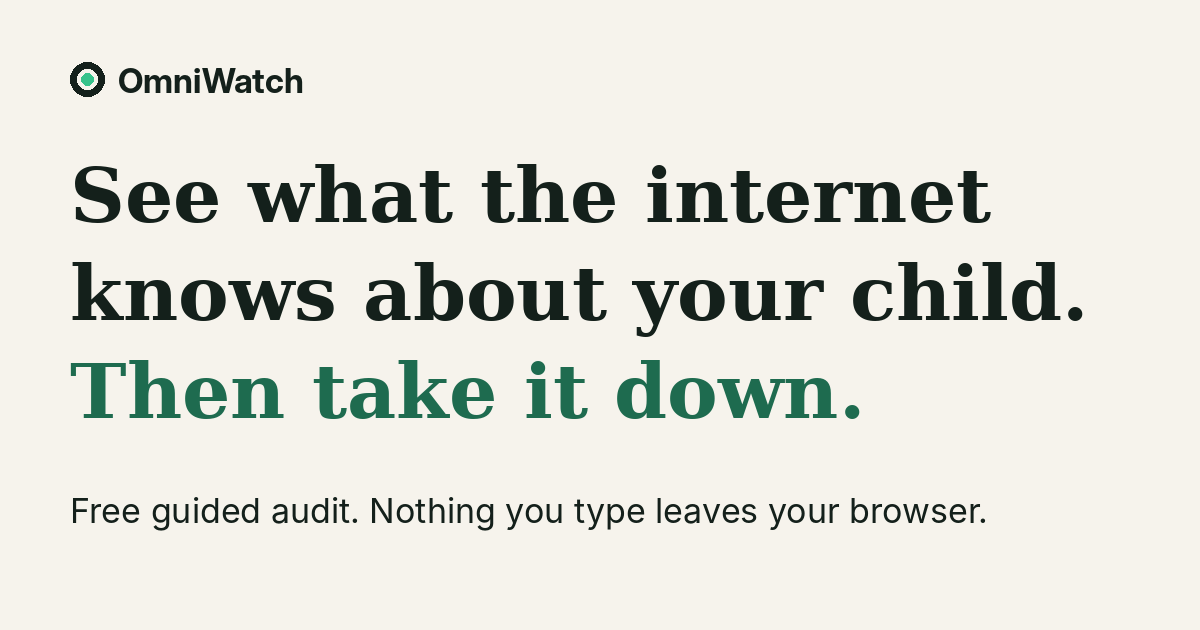 OmniWatch
See what the internet
knows about your child.
Then take it down.
Free guided audit. Nothing you type leaves your browser.